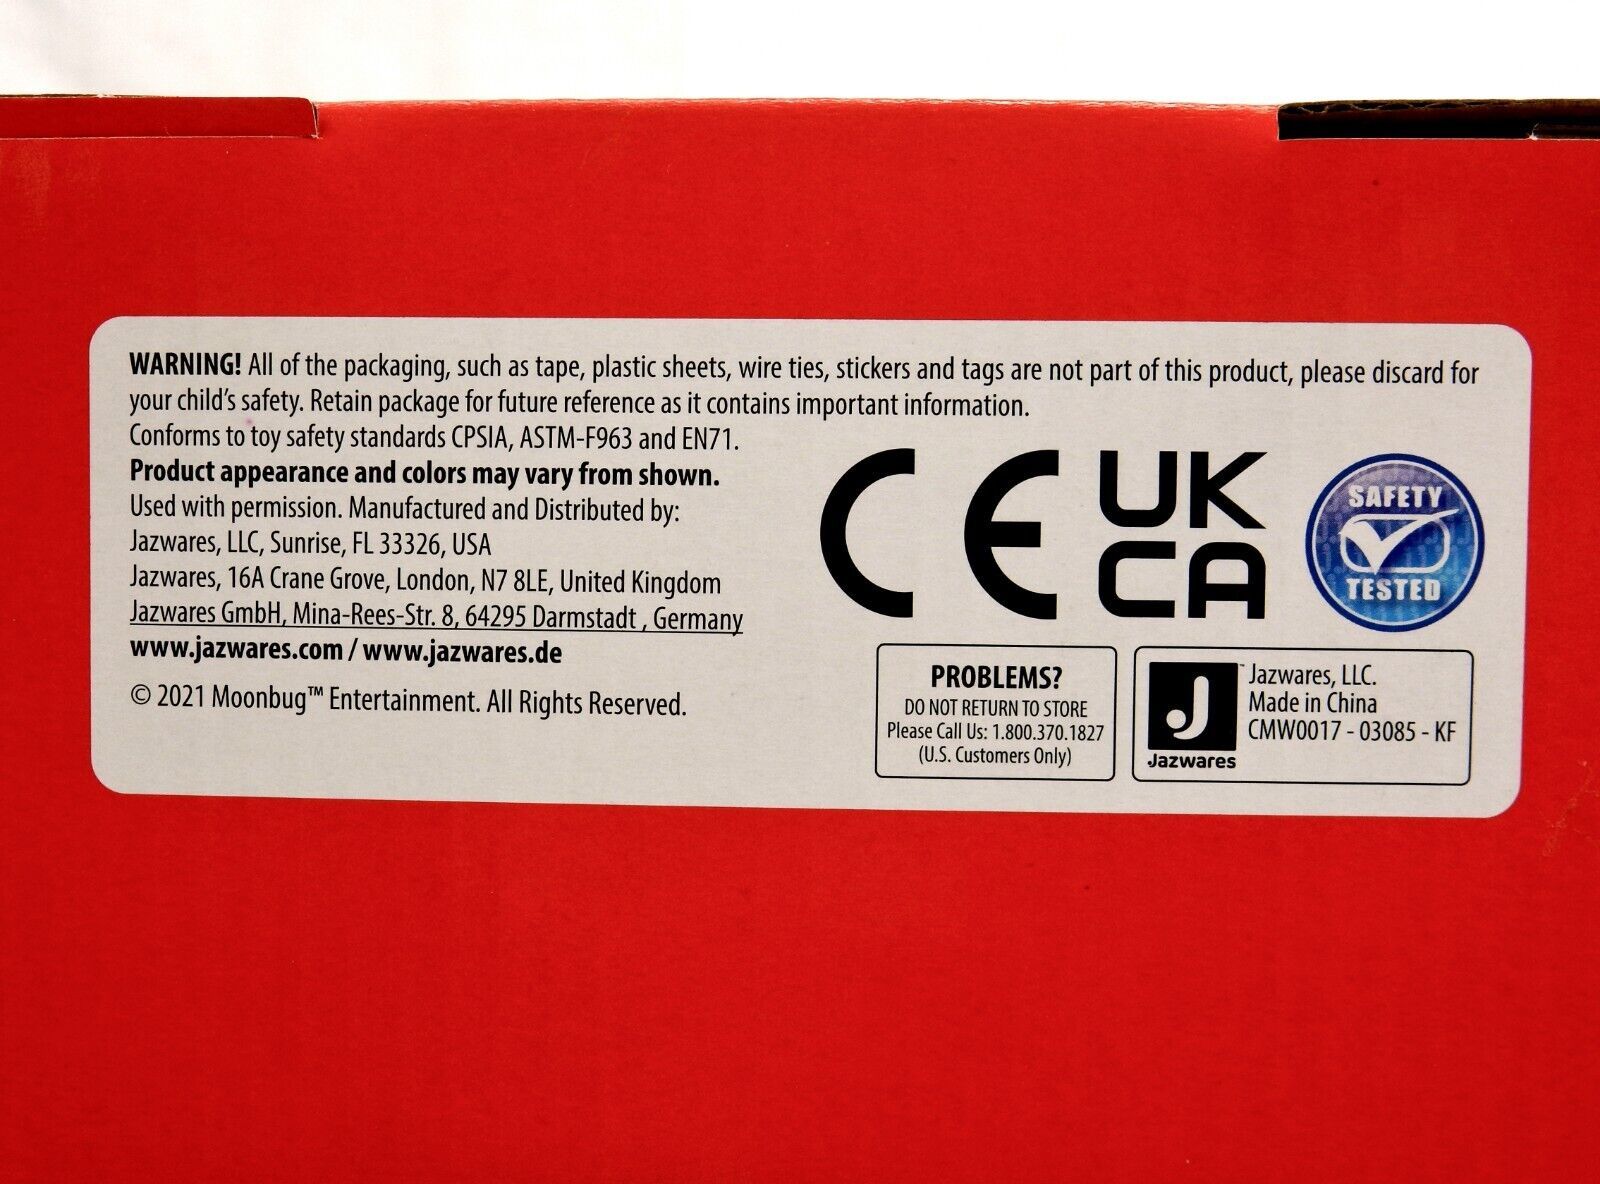 WARNING! All of the packaging, such as tape, plastic sheets, wire ties, stickers and tags are not part of this product, please discard for
your child's safety. Retain package for future reference as it contains important information.
Conforms to toy safety standards CPSIA, ASTM-F963 and EN71.
Product appearance and colors may vary from shown.
Used with permission. Manufactured and Distributed by:
Jazwares, LLC, Sunrise, FL 33326, USA
Jazwares, 16A Crane Grove, London, N7 8LE, United Kingdom
Jazwares GmbH, Mina-Rees-Str. 8, 64295 Darmstadt , Germany
www.jazwares.com / www.jazwares.de
© 2021 Moonbug™ Entertainment. All Rights Reserved.
CE
UK
CA
SAFETY
TESTED
PROBLEMS?
DO NOT RETURN TO STORE
Please Call Us: 1.800.370.1827
(U.S. Customers Only)
J™
Jazwares
Jazwares, LLC.
Made in China
CMW0017 - 03085 - KF